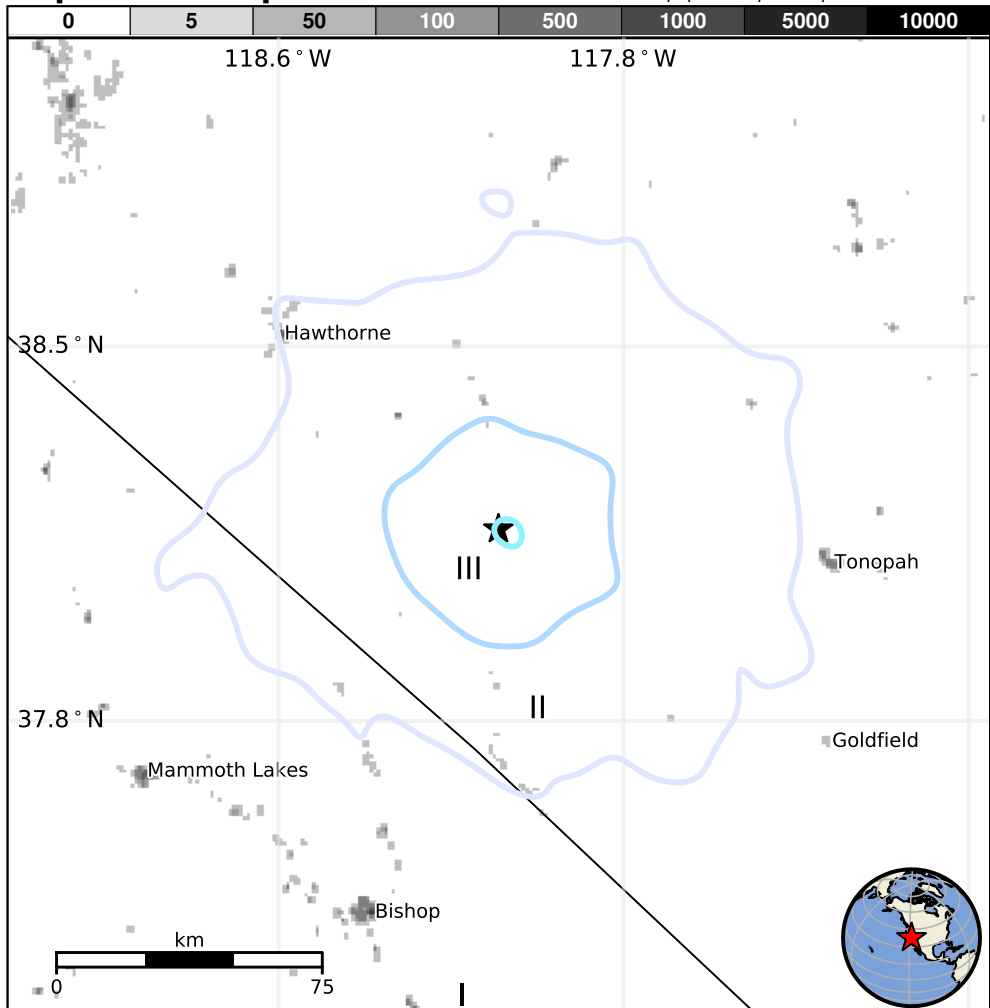 0 5 50 100 500 1000 5000 10000
118.6°W 117.8°W
38.5°N
Hawthorne
III
Tonopah
II
37.8°N
Goldfield
Mammoth Lakes
Bishop
km
0 75
I